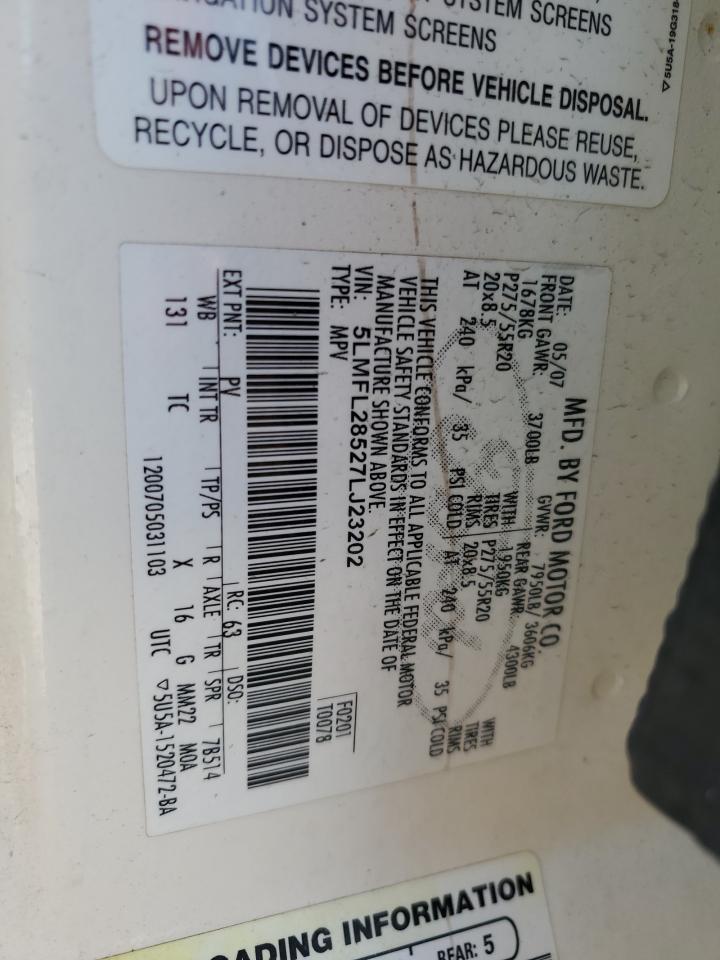 SYSTEM SCREENS
NAVIGATION SYSTEM SCREENS
REMOVE DEVICES BEFORE VEHICLE DISPOSAL.
UPON REMOVAL OF DEVICES PLEASE REUSE,
RECYCLE, OR DISPOSE AS HAZARDOUS WASTE.
MFD. BY FORD MOTOR CO.
DATE: 05/07 GVWR: 7950LB/ 3606KG
FRONT GAWR: 3700LB REAR GAWR: 4300LB
1678KG WITH 1950KG WITH
P275/55R20 TIRES P275/55R20 TIRES
20x8.5 RIMS 20x8.5 RIMS
AT 240 kPa/ 35 PSI COLD AT 240 kPa/ 35 PSI COLD
THIS VEHICLE CONFORMS TO ALL APPLICABLE FEDERAL MOTOR
VEHICLE SAFETY STANDARDS IN EFFECT ON THE DATE OF
MANUFACTURE SHOWN ABOVE.
VIN: 5LMFL28527LJ23202
TYPE: MPV
F0201
T0078
EXT PNT: PV RC: 63 DSO:
WB INT TR TP/PS R AXLE TR SPR 7B514
131 TC X 16 G MM22 MOA
UTC ▽5U5A-1520472-BA
1200705031103
LOADING INFORMATION
REAR: 5